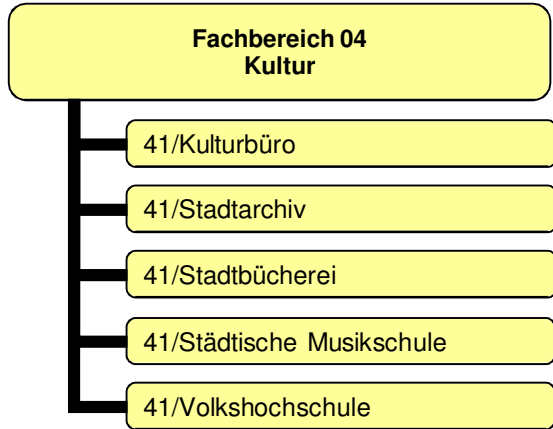 Fachbereich 04
Kultur
41/Kulturbüro
41/Stadtarchiv
41/Stadtbücherei
41/Städtische Musikschule
41/Volkshochschule